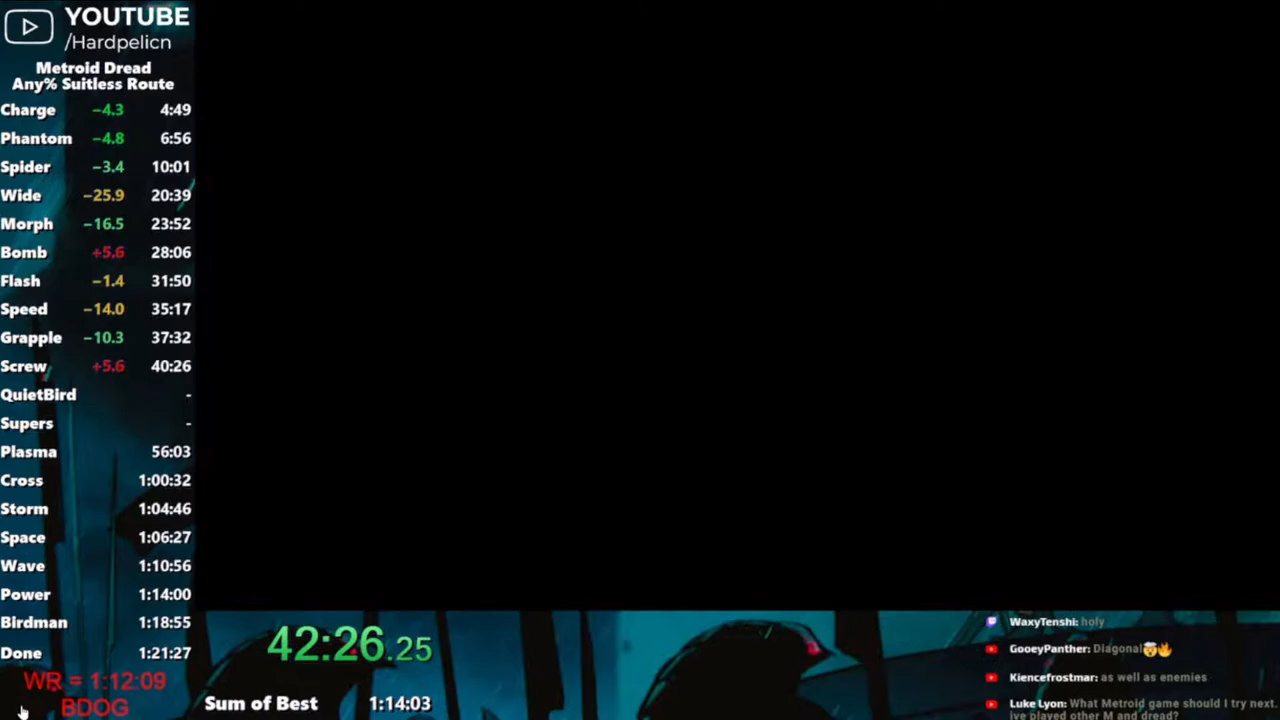 YOUTUBE
/Hardpelicn
Metroid Dread
Any% Suitless Route
Charge −4.3 4:49
Phantom −4.8 6:56
Spider −3.4 10:01
Wide −25.9 20:39
Morph −16.5 23:52
Bomb +5.6 28:06
Flash −1.4 31:50
Speed −14.0 35:17
Grapple −10.3 37:32
Screw +5.6 40:26
QuietBird -
Supers -
Plasma 56:03
Cross 1:00:32
Storm 1:04:46
Space 1:06:27
Wave 1:10:56
Power 1:14:00
Birdman 1:18:55
Done 1:21:27
WR = 1:12:09
BDOG
42:26.25
Sum of Best 1:14:03
WaxyTenshi: holy
GooeyPanther: Diagonal🤯🔥
Kiencefrostmar: as well as enemies
Luke Lyon: What Metroid game should I try next.
ive played other M and dread?